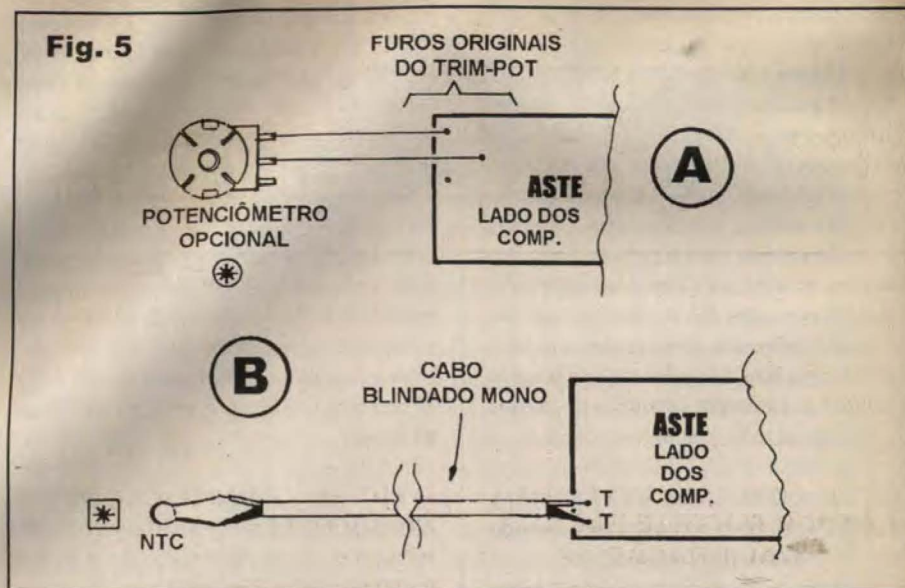 Fig. 5
FUROS ORIGINAIS
DO TRIM-POT
A
ASTE
LADO DOS
COMP.
POTENCIÔMETRO
OPCIONAL
B
CABO
BLINDADO MONO
ASTE
LADO
DOS
COMP.
T
T
NTC